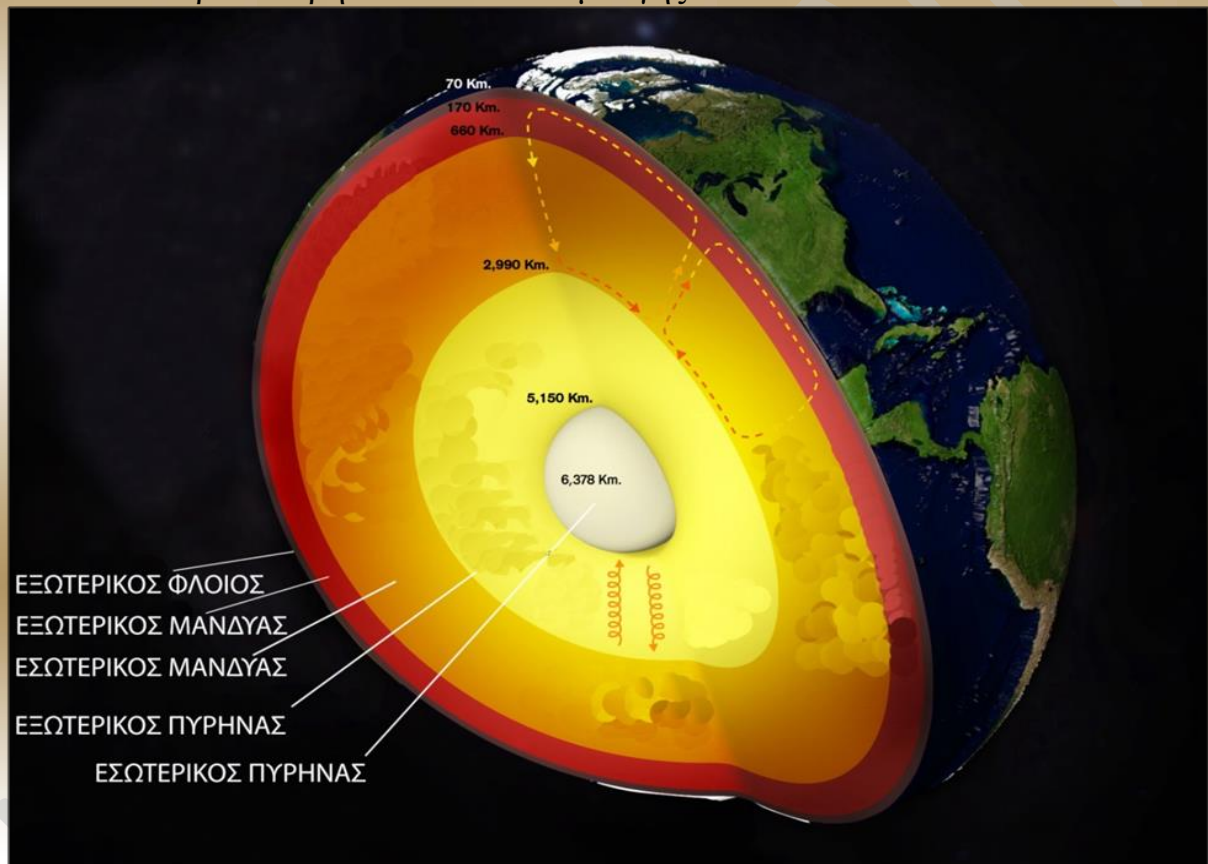 70 Km.
170 Km.
660 Km.
2,990 Km.
5,150 Km.
6,378 Km.
ΕΞΩΤΕΡΙΚΟΣ ΦΛΟΙΟΣ
ΕΞΩΤΕΡΙΚΟΣ ΜΑΝΔΥΑΣ
ΕΣΩΤΕΡΙΚΟΣ ΜΑΝΔΥΑΣ
ΕΞΩΤΕΡΙΚΟΣ ΠΥΡΗΝΑΣ
ΕΣΩΤΕΡΙΚΟΣ ΠΥΡΗΝΑΣ